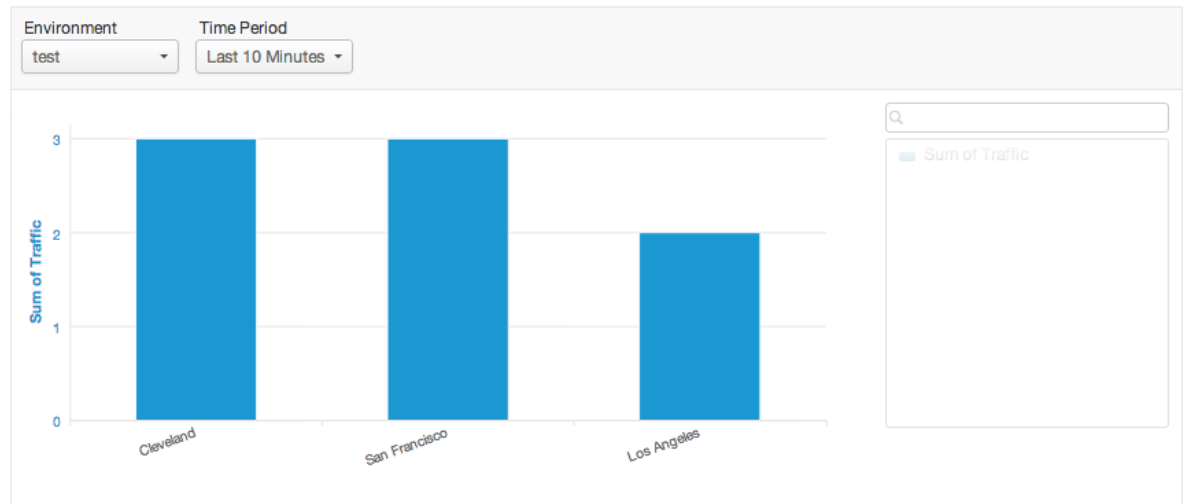 Environment
Time Period
test
Last 10 Minutes
Sum of Traffic
3
2
1
0
Cleveland
San Francisco
Los Angeles
Sum of Traffic